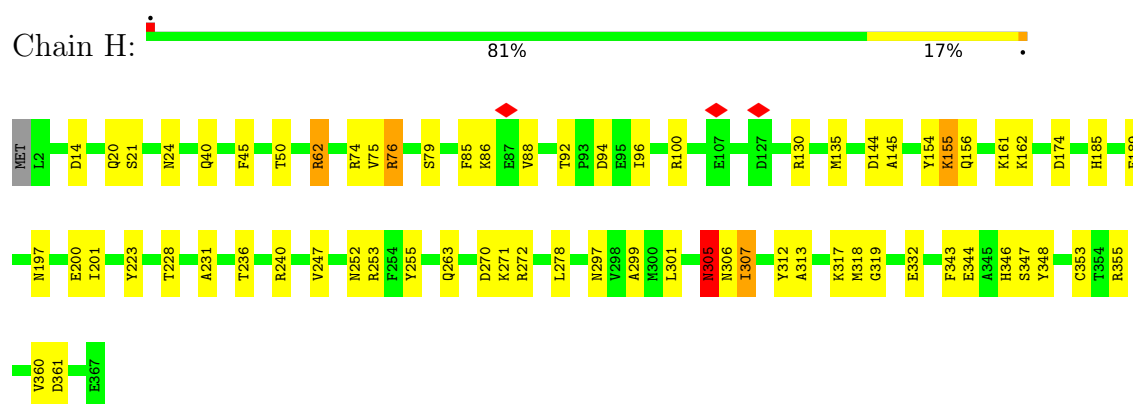 Chain H:
81% 17%
MET L2 D14 Q20 S21 N24 Q40 F45 T50 R62 R74 V75 R76 S79 F85 K86 E87 V88 T92 P93 D94 E95 I96 R100 E107 D127 R130 M135 D144 A145 Y154 K155 Q156 K161 K162 D174 H185
N197 E200 I201 Y223 T228 A231 T236 R240 V247 N252 R253 F254 Y255 Q263 D270 K271 R272 L278 N297 V298 A299 M300 L301 N305 N306 I307 Y312 A313 K317 M318 G319 E332 F343 E344 A345 H346 S347 Y348 C353 T354 R355
V360 D361 E367